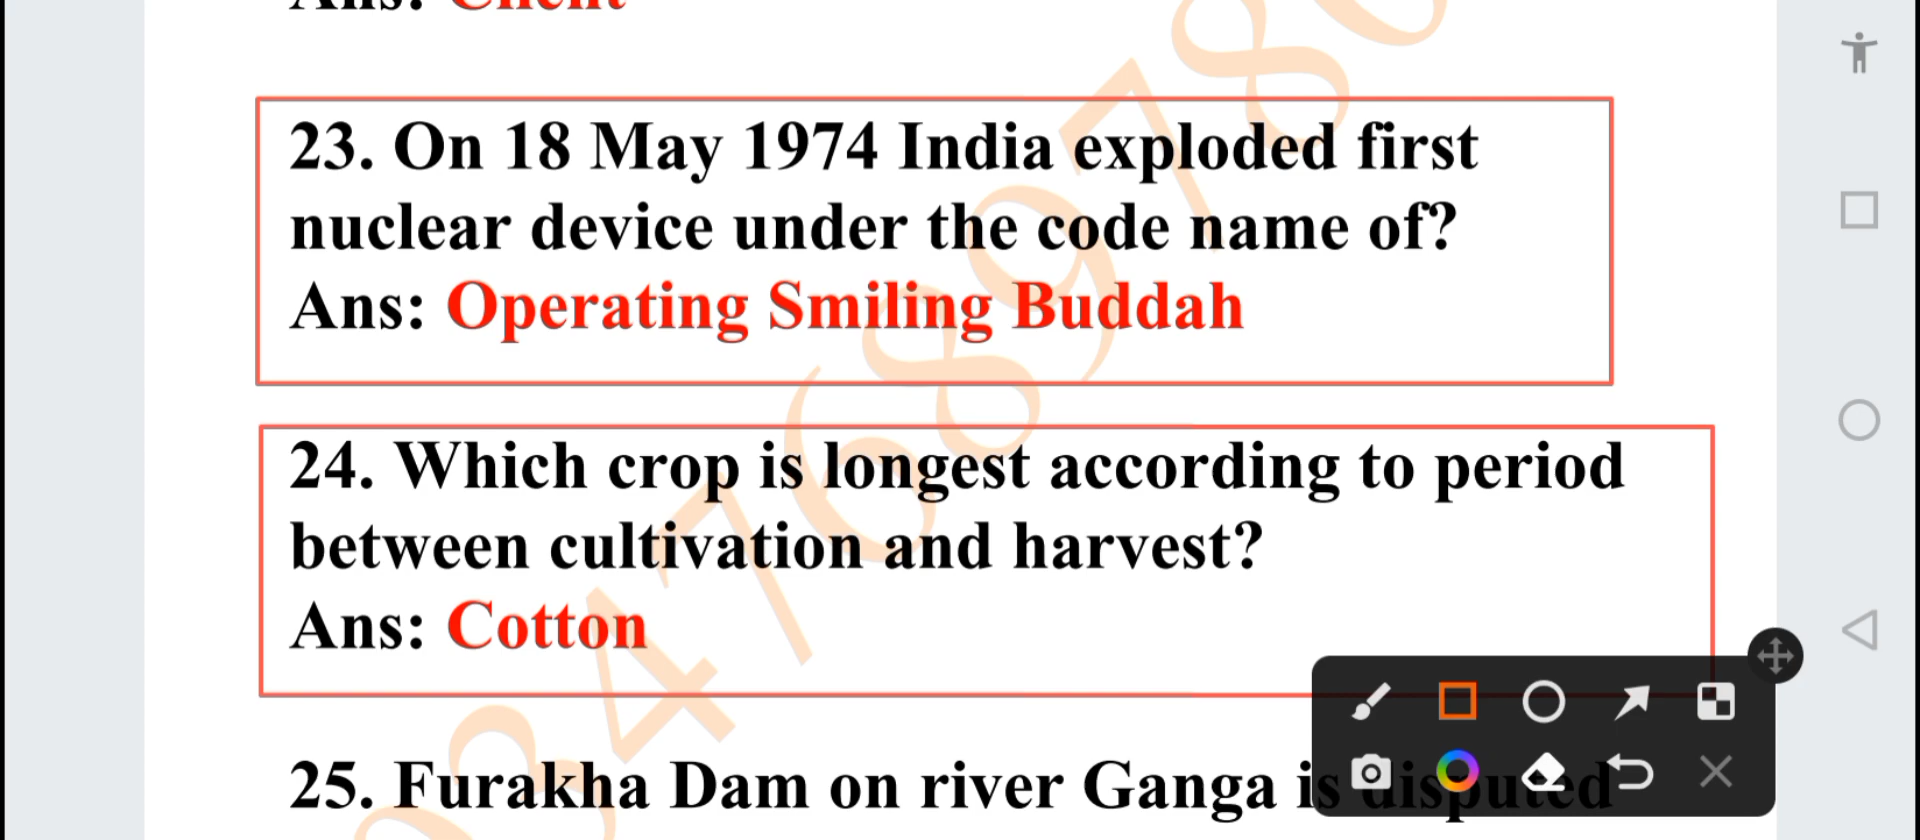 Ans: Client
23. On 18 May 1974 India exploded first
nuclear device under the code name of?
Ans: Operating Smiling Buddah
24. Which crop is longest according to period
between cultivation and harvest?
Ans: Cotton
25. Furakha Dam on river Ganga is disputed